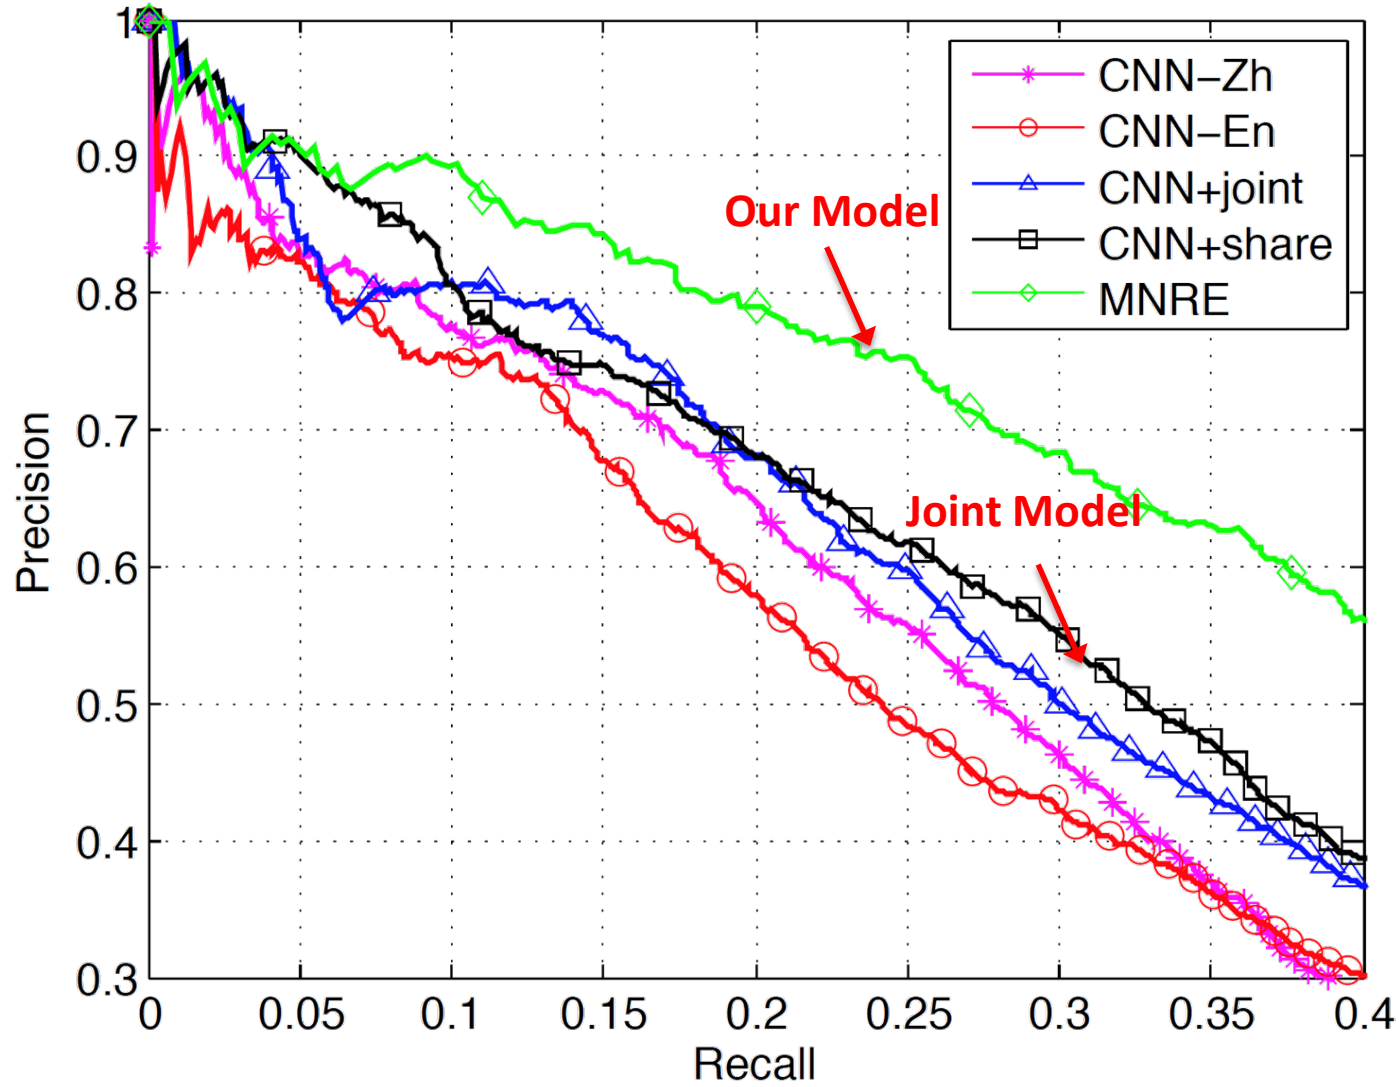 1
0.9
0.8
0.7
0.6
0.5
0.4
0.3
Precision
CNN−Zh
CNN−En
CNN+joint
CNN+share
MNRE
Our Model
Joint Model
0 0.05 0.1 0.15 0.2 0.25 0.3 0.35 0.4
Recall